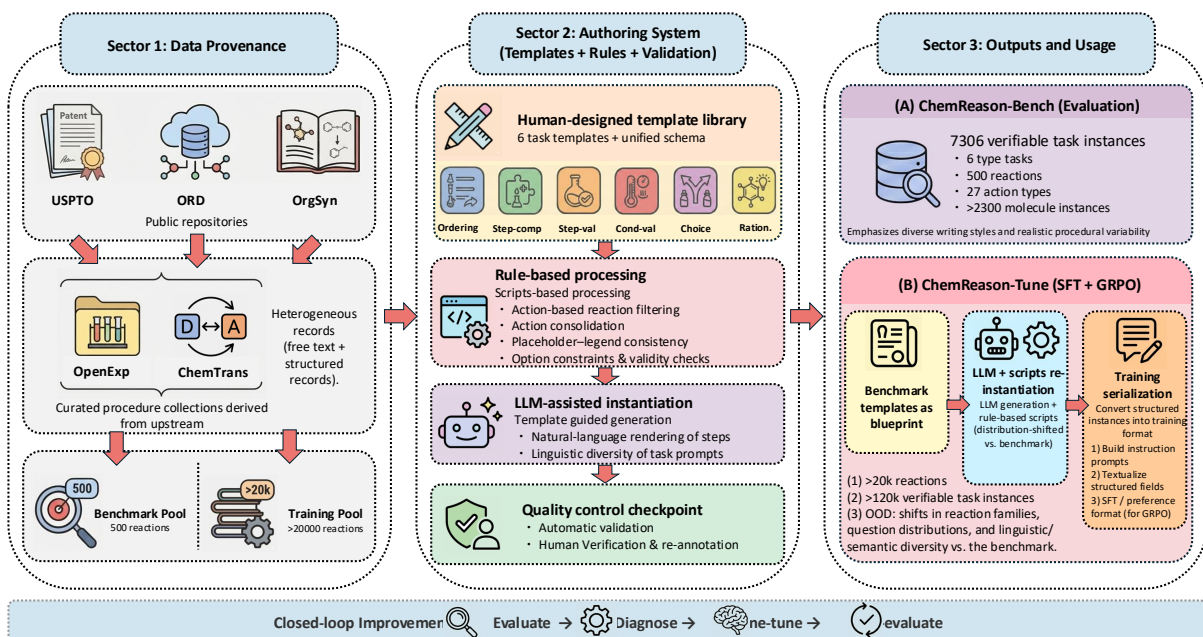 Sector 1: Data Provenance
Patent
USPTO
ORD
OrgSyn
Public repositories
D
A
OpenExp
ChemTrans
Heterogeneous
records
(free text +
structured
records).
Curated procedure collections derived
from upstream
500
Benchmark Pool
500 reactions
>20k
Training Pool
>20000 reactions
Sector 2: Authoring System
(Templates + Rules + Validation)
Human-designed template library
6 task templates + unified schema
Ordering
Step-comp
Step-val
Cond-val
Choice
Ration.
Rule-based processing
Scripts-based processing
• Action-based reaction filtering
• Action consolidation
• Placeholder–legend consistency
• Option constraints & validity checks
LLM-assisted instantiation
Template guided generation
• Natural-language rendering of steps
• Linguistic diversity of task prompts
Quality control checkpoint
• Automatic validation
• Human Verification & re-annotation
Sector 3: Outputs and Usage
(A) ChemReason-Bench (Evaluation)
7306 verifiable task instances
• 6 type tasks
• 500 reactions
• 27 action types
• >2300 molecule instances
Emphasizes diverse writing styles and realistic procedural variability
(B) ChemReason-Tune (SFT + GRPO)
Benchmark
templates as
blueprint
LLM + scripts re-
instantiation
LLM generation +
rule-based scripts
(distribution-shifted
vs. benchmark)
Training
serialization
Convert structured
instances into training
format
1) Build instruction
prompts
2) Textualize
structured fields
3) SFT / preference
format (for GRPO)
(1) >20k reactions
(2) >120k verifiable task instances
(3) OOD: shifts in reaction families,
question distributions, and linguistic/
semantic diversity vs. the benchmark.
Closed-loop Improvemen Evaluate → Diagnose → ne-tune → evaluate